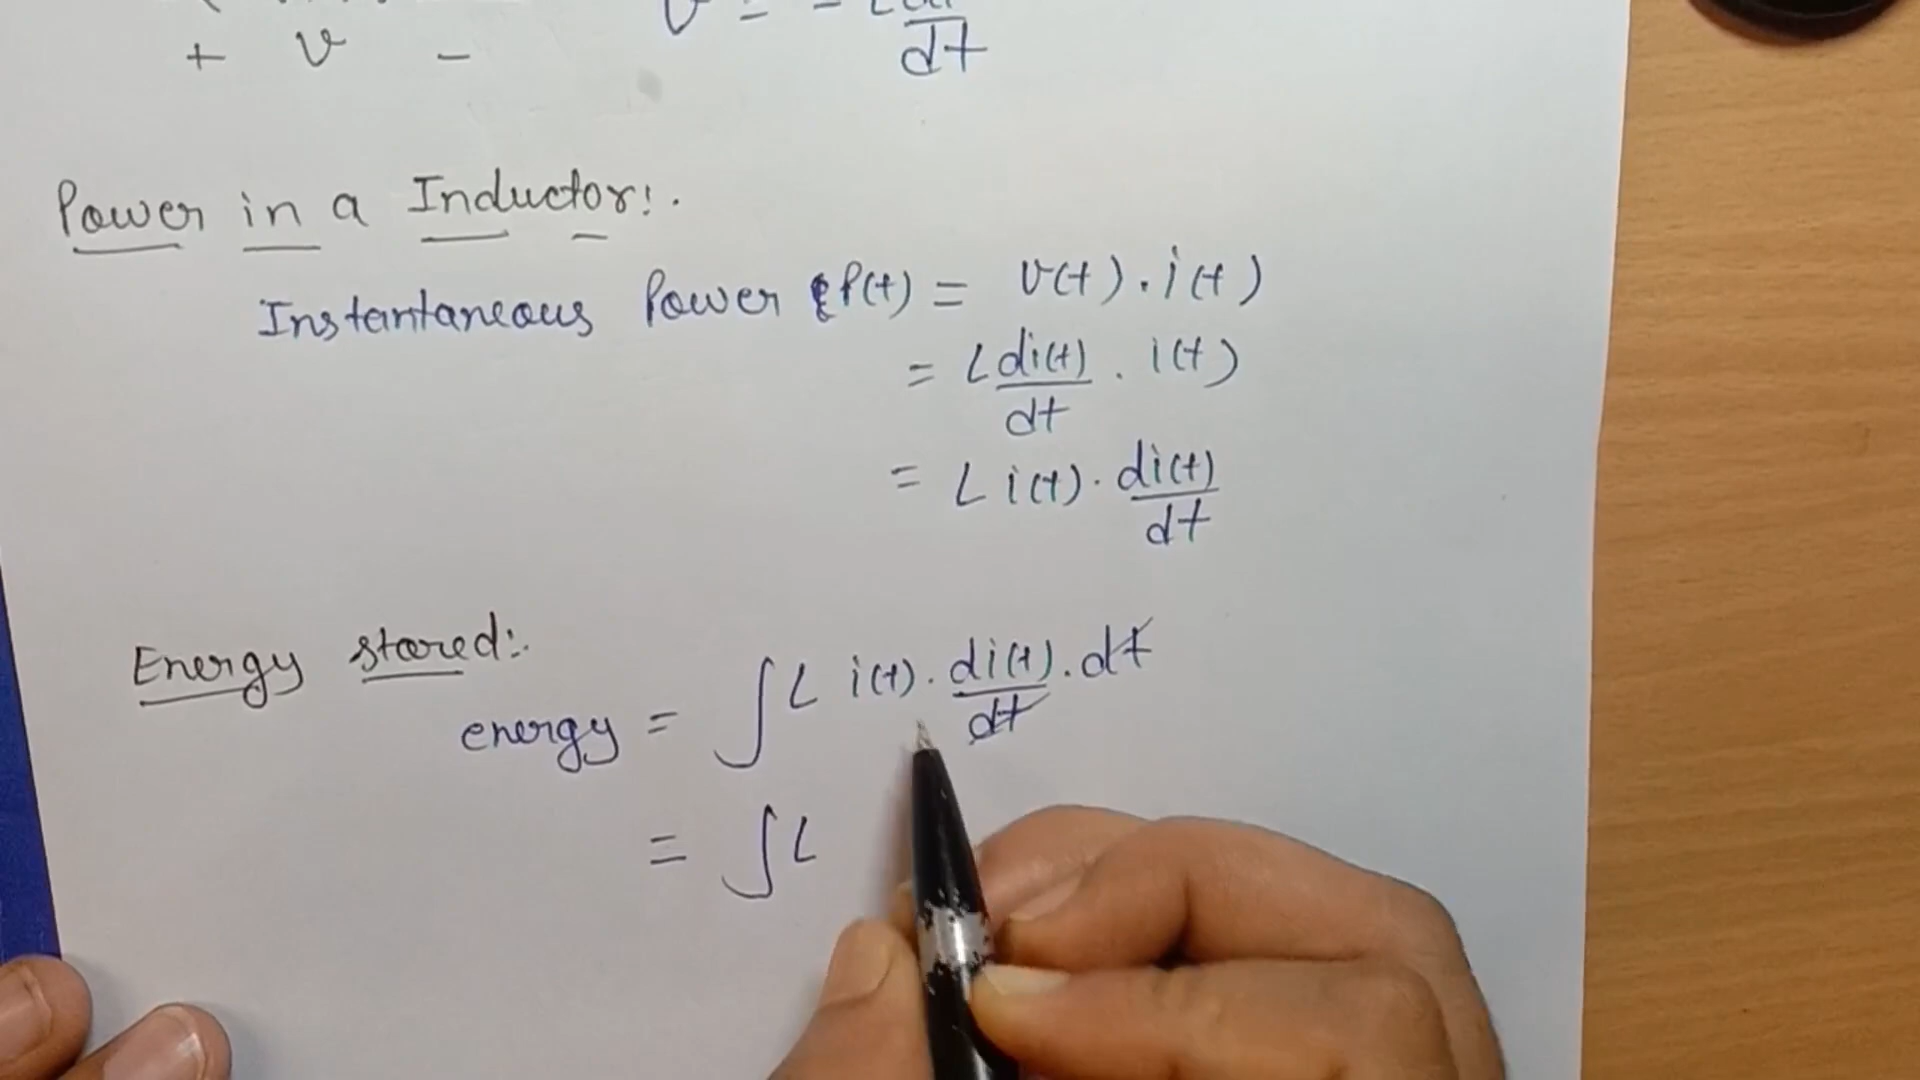 + v - dt
Power in a Inductor:.
Instantaneous Power P(t) = v(t).i(t)
= L di(t)/dt . i(t)
= L i(t). di(t)/dt
Energy stored:.
energy = ∫ L i(t). di(t)/dt . dt
= ∫ L